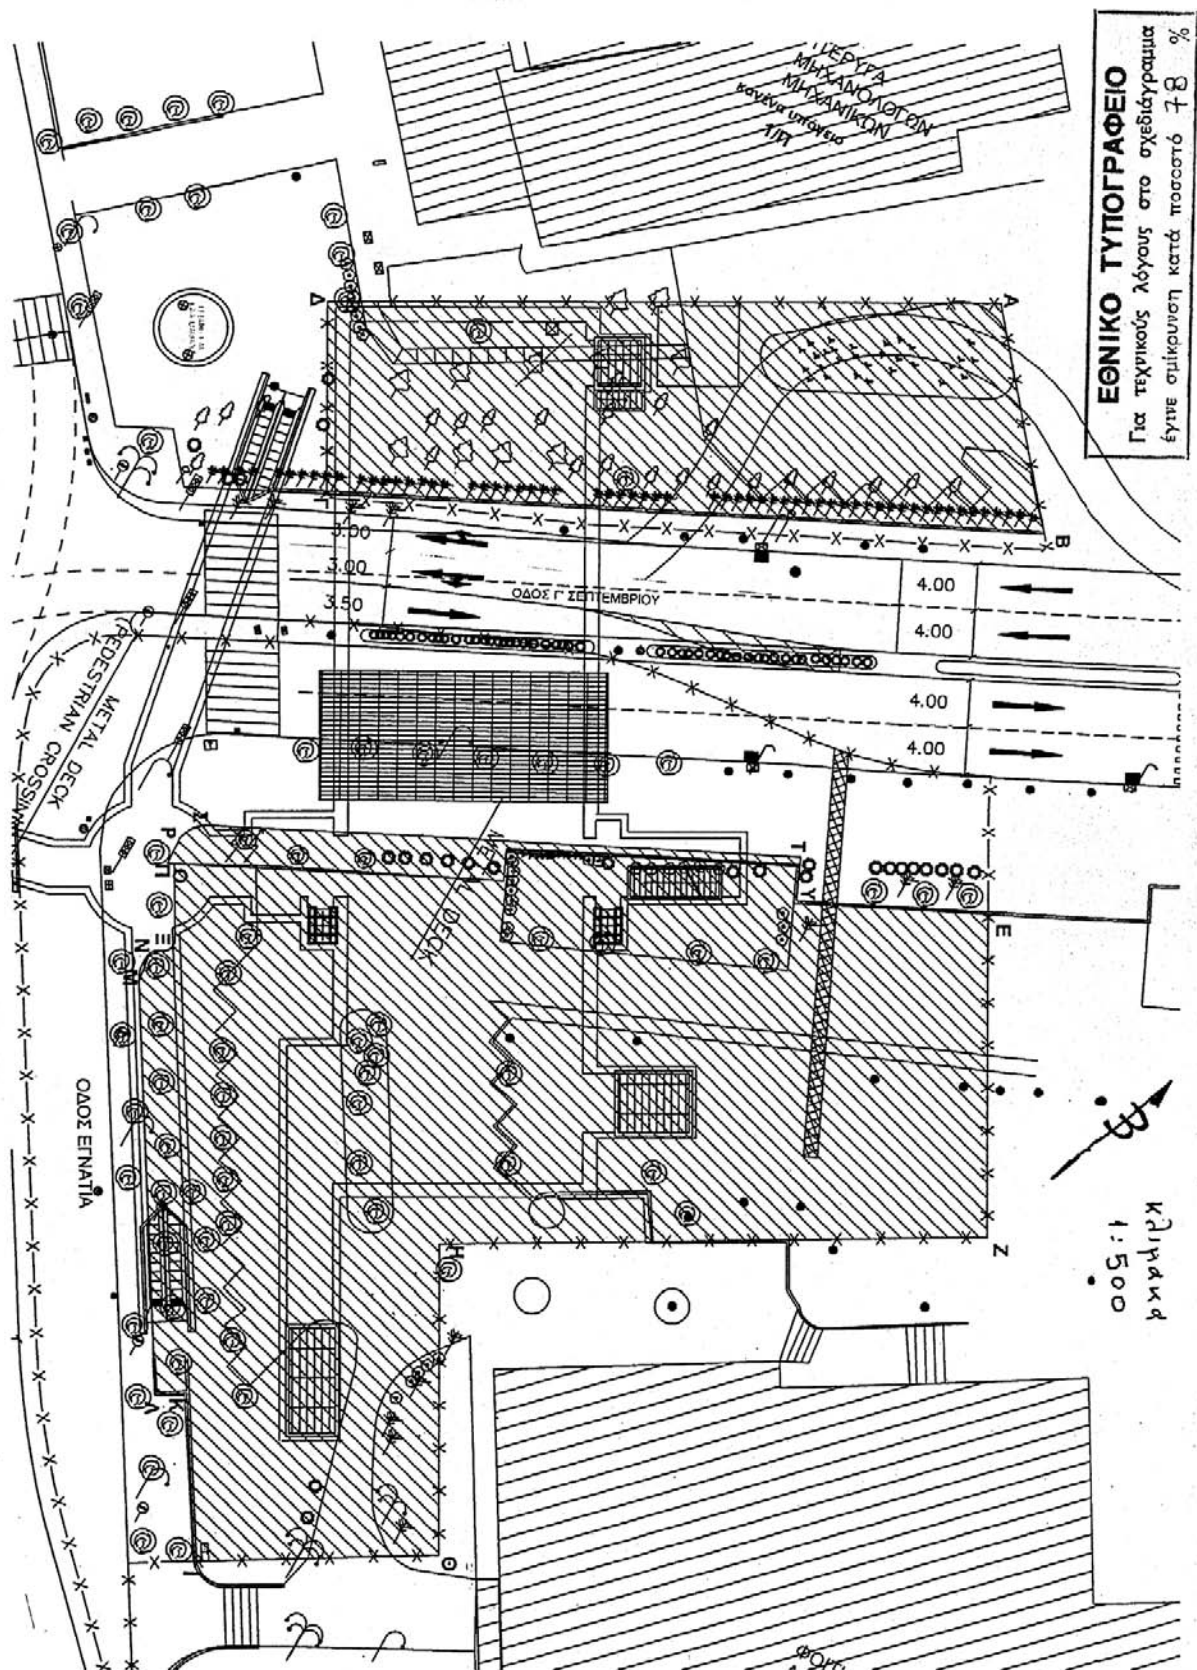 ΕΘΝΙΚΟ ΤΥΠΟΓΡΑΦΕΙΟ
Για τεχνικούς λόγους στο σχεδιάγραμμα
έγινε σμίκρυνση κατά ποσοστό 78 %
ΠΤΕΡΥΓΑ
ΜΗΧΑΝΟΛΟΓΩΝ
ΜΗΧΑΝΙΚΩΝ
κανένα υπόγειο
Δ
Α
Β
Γ
3.00
3.00
3.50
ΟΔΟΣ Γ' ΣΕΠΤΕΜΒΡΙΟΥ
4.00
4.00
4.00
4.00
METAL DECK
(PEDESTRIAN CROSSING
METAL DECK
Σ
Ρ
Π
Ξ
Ν
Μ
Τ
Υ
Ε
Ζ
Η
Β
Κλίμακα
1:500
ΟΔΟΣ ΕΓΝΑΤΙΑ
Λ
Κ
Ι